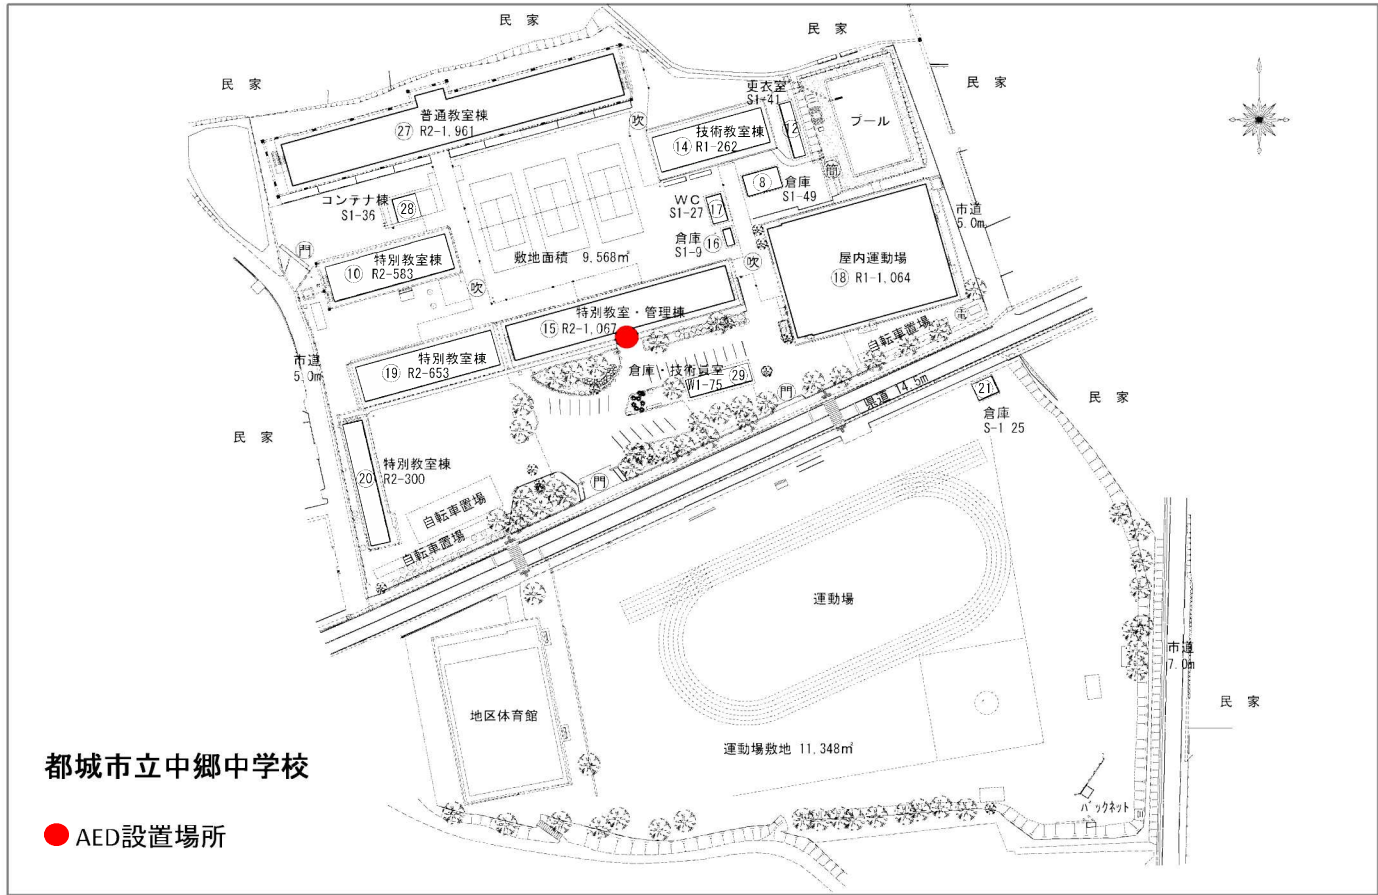 民 家
民 家
民 家
民 家
更衣室
S1-41
12
プール
普通教室棟
27 R2-1,961
吹
技術教室棟
14 R1-262
簡
8 倉庫
S1-49
コンテナ棟
S1-36
28
WC
S1-27
17
市道
5.0m
門
倉庫
S1-9
16
特別教室棟
10 R2-583
敷地面積 9,568㎡
吹
吹
屋内運動場
18 R1-1,064
特別教室・管理棟
15 R2-1,067
電
自転車置場
市道
5.0m
特別教室棟
19 R2-653
倉庫・技術員室
W1-75
29
門
県道 14.5m
21
倉庫
S-1 25
民 家
民 家
特別教室棟
20 R2-300
門
自転車置場
自転車置場
運動場
市道
7.0m
民 家
地区体育館
運動場敷地 11,348㎡
都城市立中郷中学校
バックネット
AED設置場所